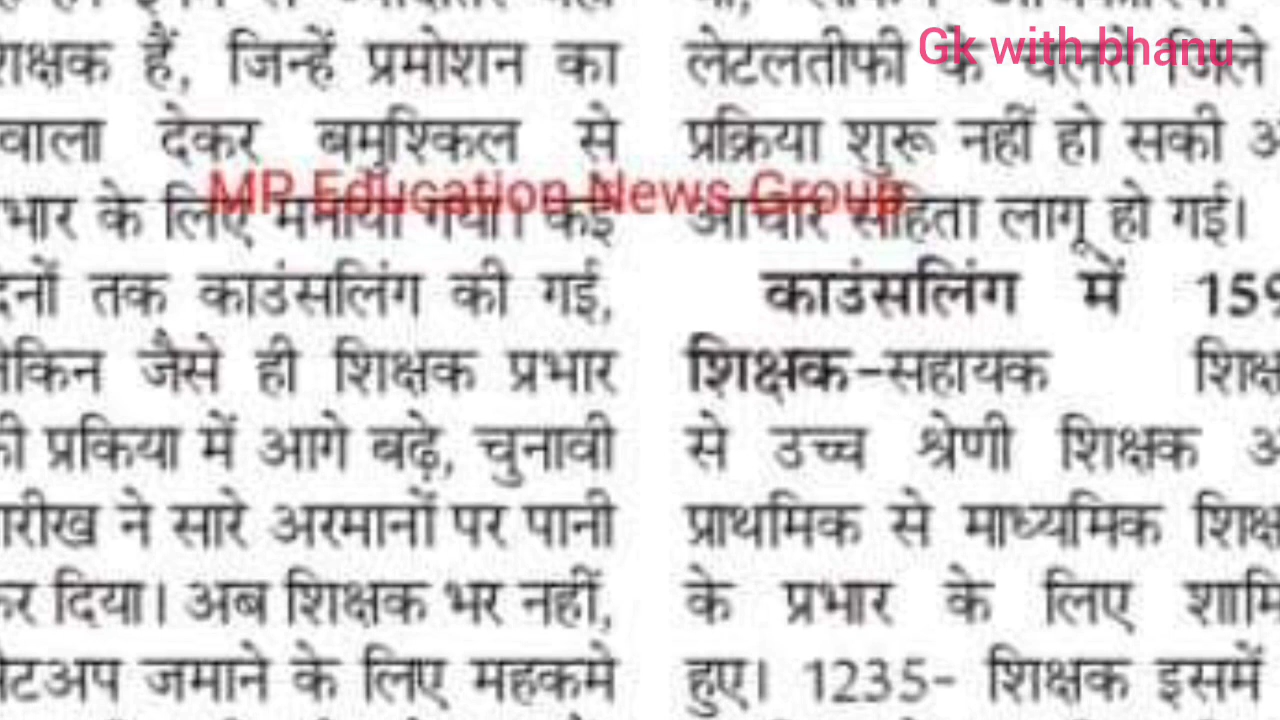 Gk with bhanu
MP Education News Group
हैं, जिन्हें प्रमोशन का
देकर बमुश्किल से
के लिए मनाया गया। कई
तक काउंसलिंग की गई,
जैसे ही शिक्षक प्रभार
प्रकिया में आगे बढ़े, चुनावी
ने सारे अरमानों पर पानी
दिया। अब शिक्षक भर नहीं,
जमाने के लिए महकमे
लेटलतीफी के चलते जिले
प्रक्रिया शुरू नहीं हो सकी
आचार संहिता लागू हो गई।
काउंसलिंग में 159
शिक्षक-सहायक
से उच्च श्रेणी शिक्षक
प्राथमिक से माध्यमिक
के प्रभार के लिए
हुए। 1235- शिक्षक इसमें